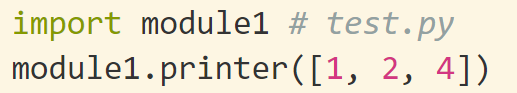 import module1 # test.py
module1.printer([1, 2, 4])